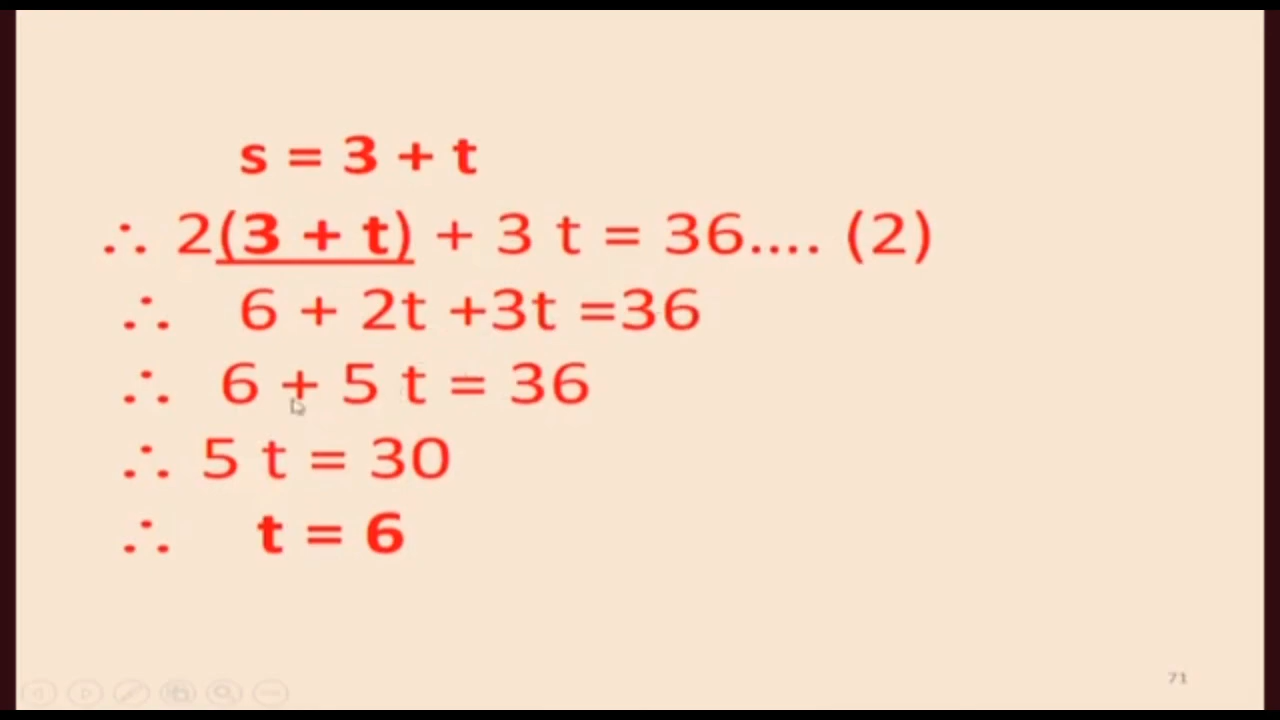 s = 3 + t
∴ 2(3 + t) + 3 t = 36.... (2)
∴ 6 + 2t +3t =36
∴ 6 + 5 t = 36
∴ 5 t = 30
∴ t = 6
71